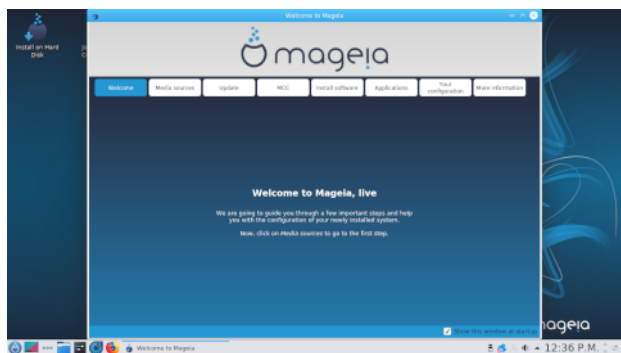 Welcome to Mageia
Install on Hard
Disk
mageia
Welcome
Media sources
Update
MCC
Install software
Applications
Your
configuration
More information
Welcome to Mageia, live
We are going to guide you through a few important steps and help
you with the configuration of your newly installed system.
Now, click on Media sources to go to the first step.
Show this window at startup
mageia
Welcome to Mageia
12:36 P.M.